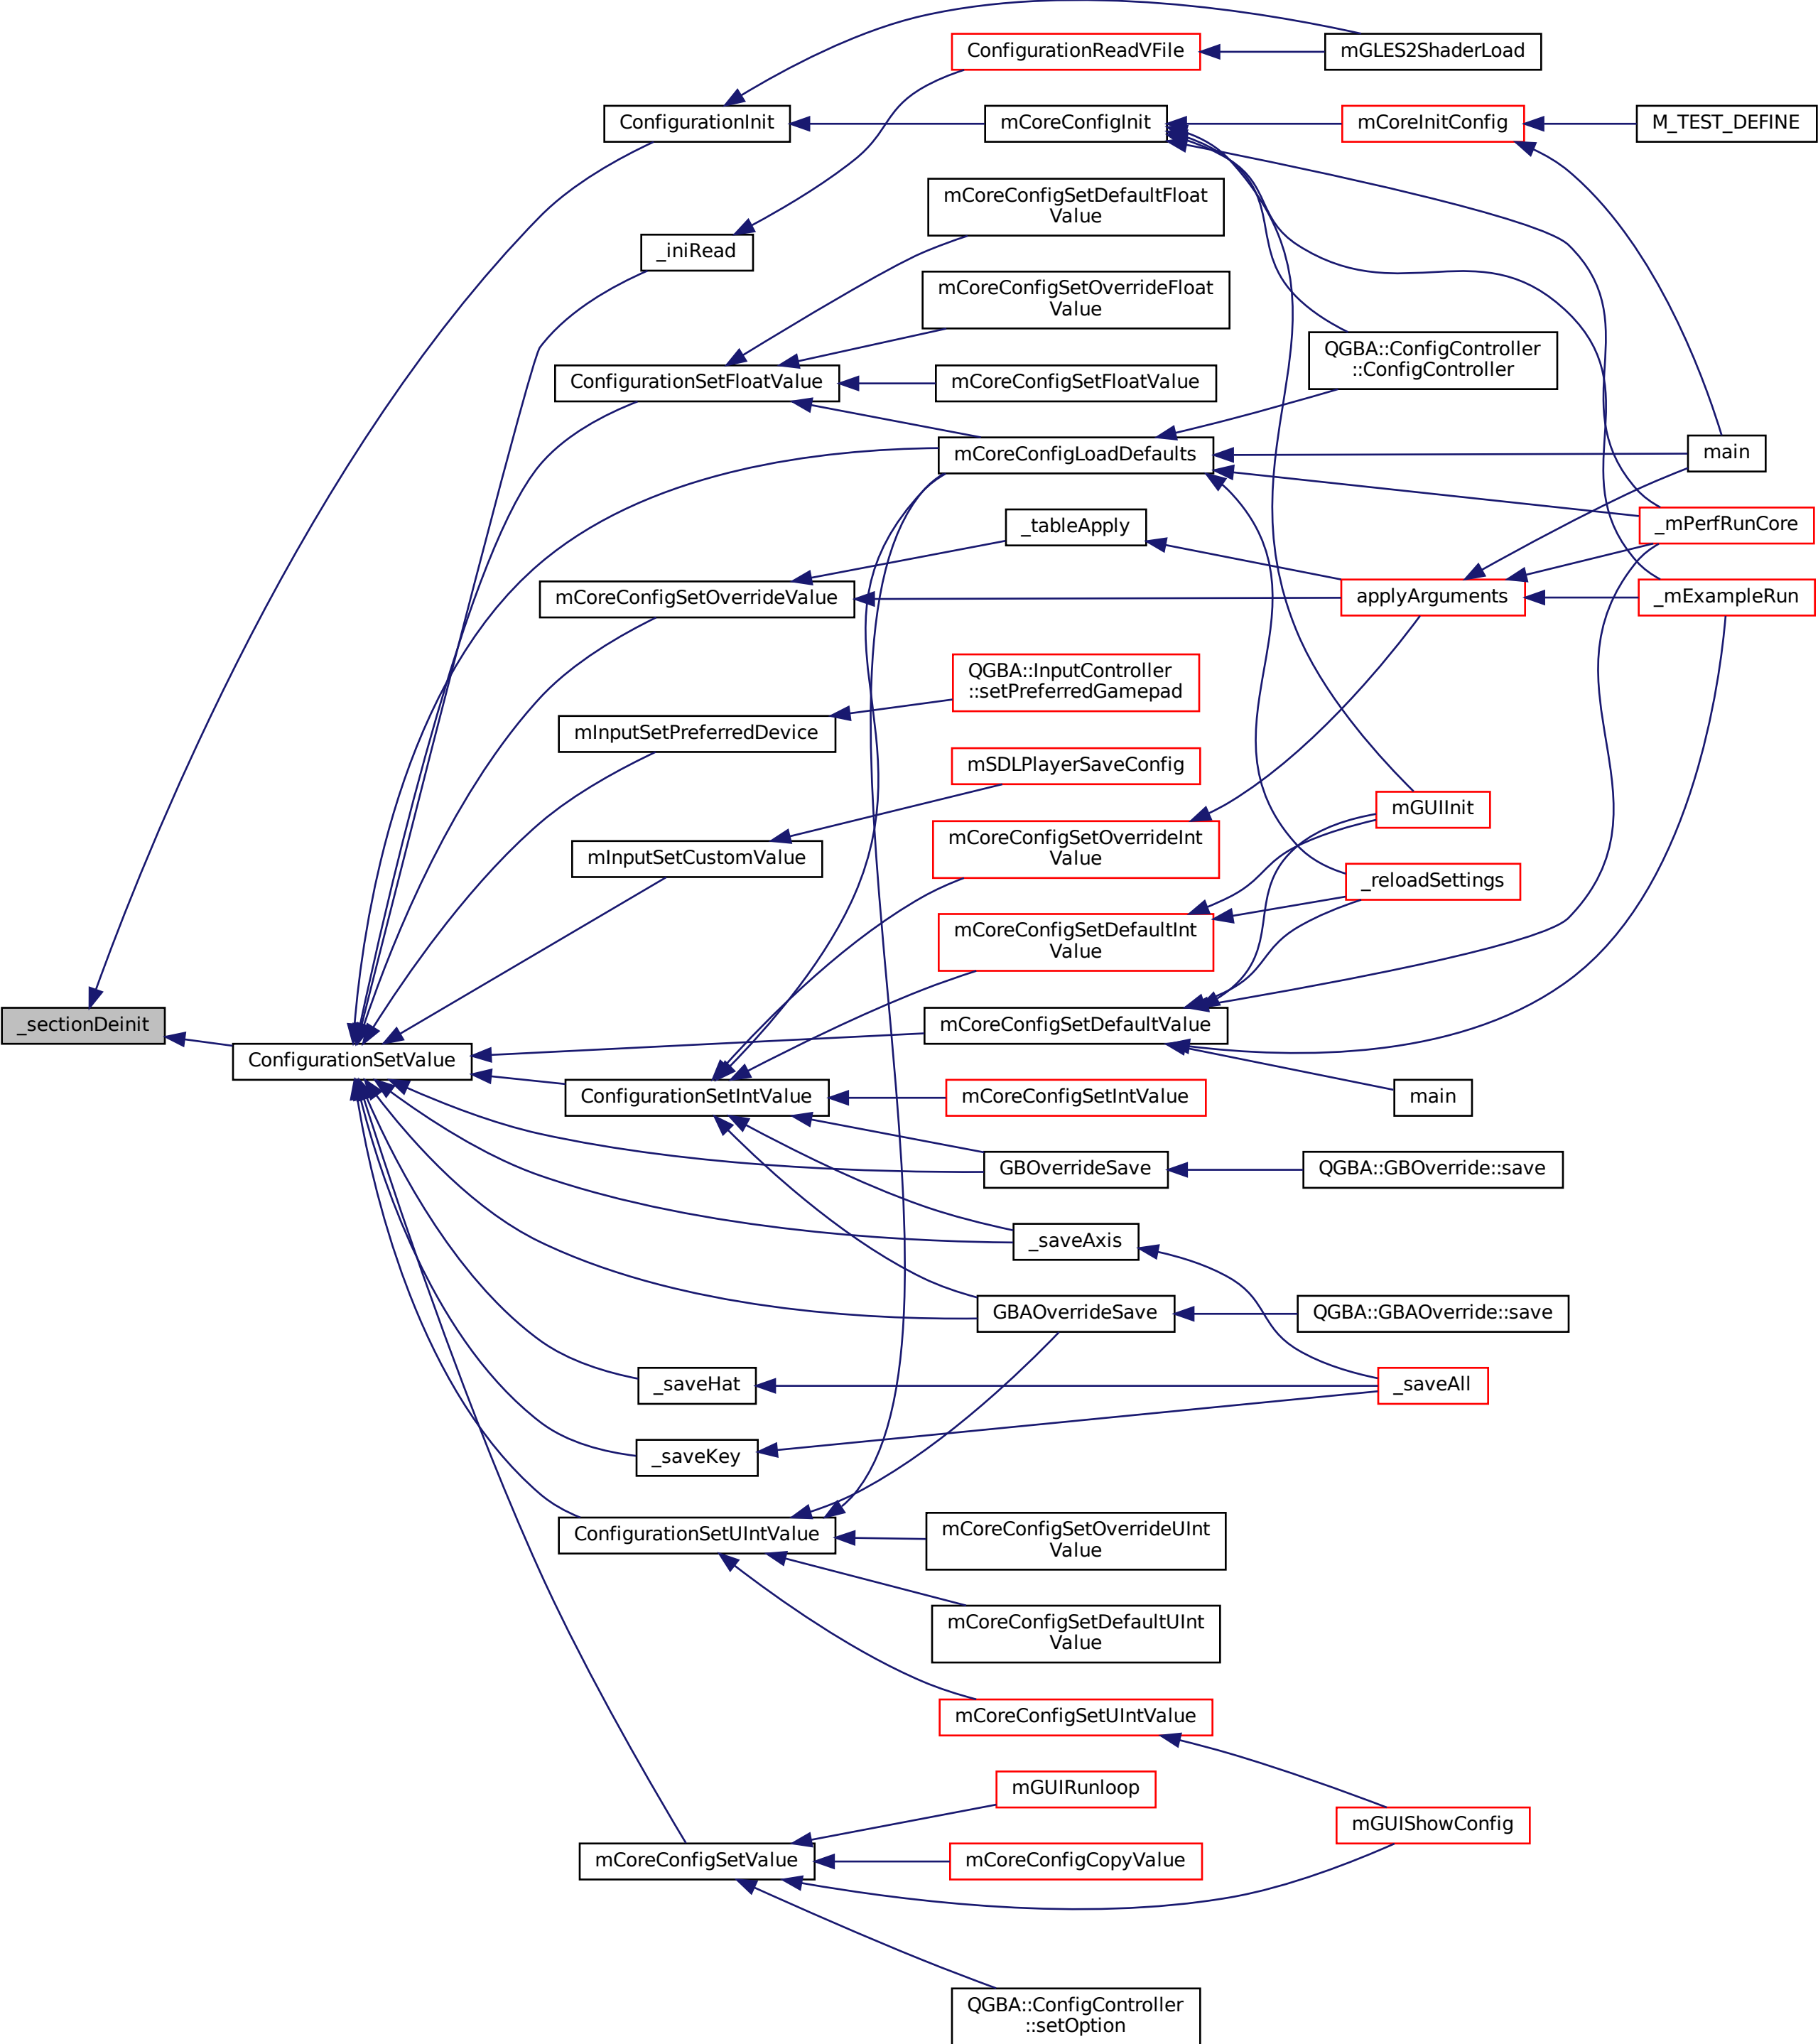 ConfigurationReadVFile
mGLES2ShaderLoad
ConfigurationInit
mCoreConfigInit
mCoreInitConfig
M_TEST_DEFINE
mCoreConfigSetDefaultFloat
Value
_iniRead
mCoreConfigSetOverrideFloat
Value
QGBA::ConfigController
::ConfigController
ConfigurationSetFloatValue
mCoreConfigSetFloatValue
mCoreConfigLoadDefaults
main
_tableApply
_mPerfRunCore
mCoreConfigSetOverrideValue
applyArguments
_mExampleRun
QGBA::InputController
::setPreferredGamepad
mInputSetPreferredDevice
mSDLPlayerSaveConfig
mGUIInit
mCoreConfigSetOverrideInt
Value
mInputSetCustomValue
_reloadSettings
mCoreConfigSetDefaultInt
Value
_sectionDeinit
mCoreConfigSetDefaultValue
ConfigurationSetValue
ConfigurationSetIntValue
mCoreConfigSetIntValue
main
GBOverrideSave
QGBA::GBOverride::save
_saveAxis
GBAOverrideSave
QGBA::GBAOverride::save
_saveHat
_saveAll
_saveKey
ConfigurationSetUIntValue
mCoreConfigSetOverrideUInt
Value
mCoreConfigSetDefaultUInt
Value
mCoreConfigSetUIntValue
mGUIRunloop
mGUIShowConfig
mCoreConfigSetValue
mCoreConfigCopyValue
QGBA::ConfigController
::setOption